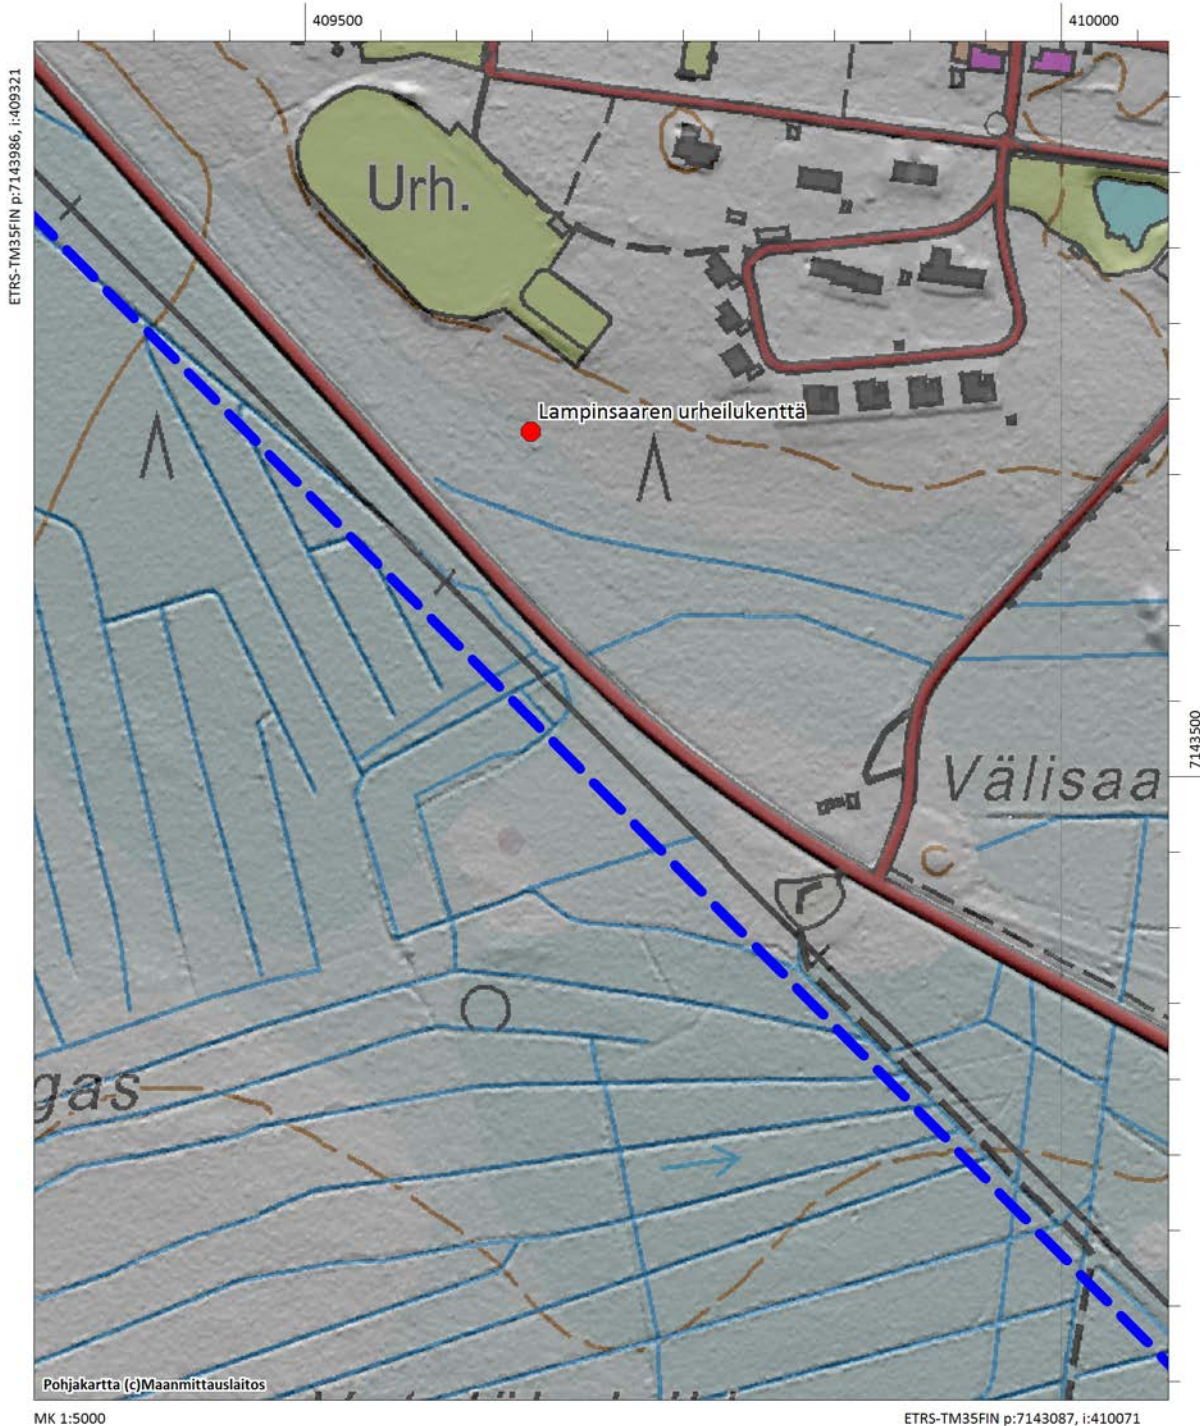 409500
410000
ETRS-TM35FIN p:7143986, i:409321
Urh.
Lampinsaaren urheilukenttä
7143500
Välisaa
gas
Pohjakartta (c)Maanmittauslaitos
MK 1:5000
ETRS-TM35FIN p:7143087, i:410071